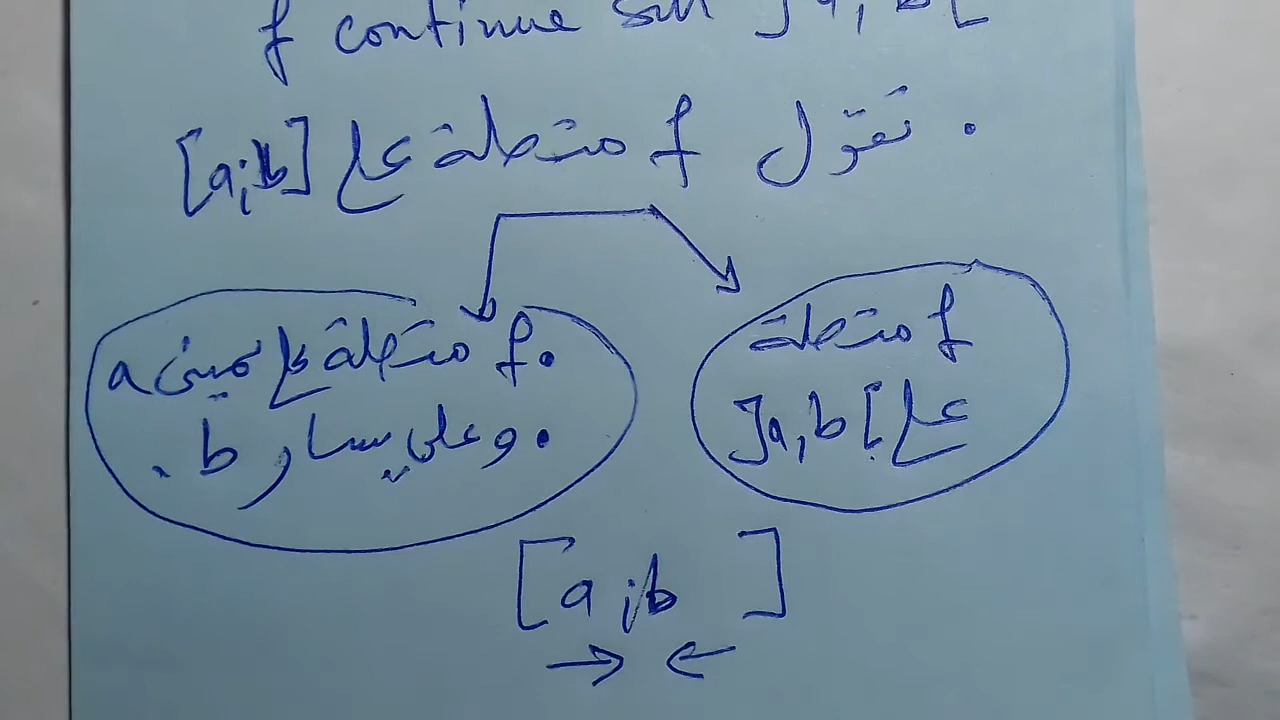 f continue sur ]a, b[
• نقول f متصلة على [a;b]
f متصلة
على ]a,b[
• f متصلة على يمين a
• وعلى يسار b .
[a ; b ]
→ ←